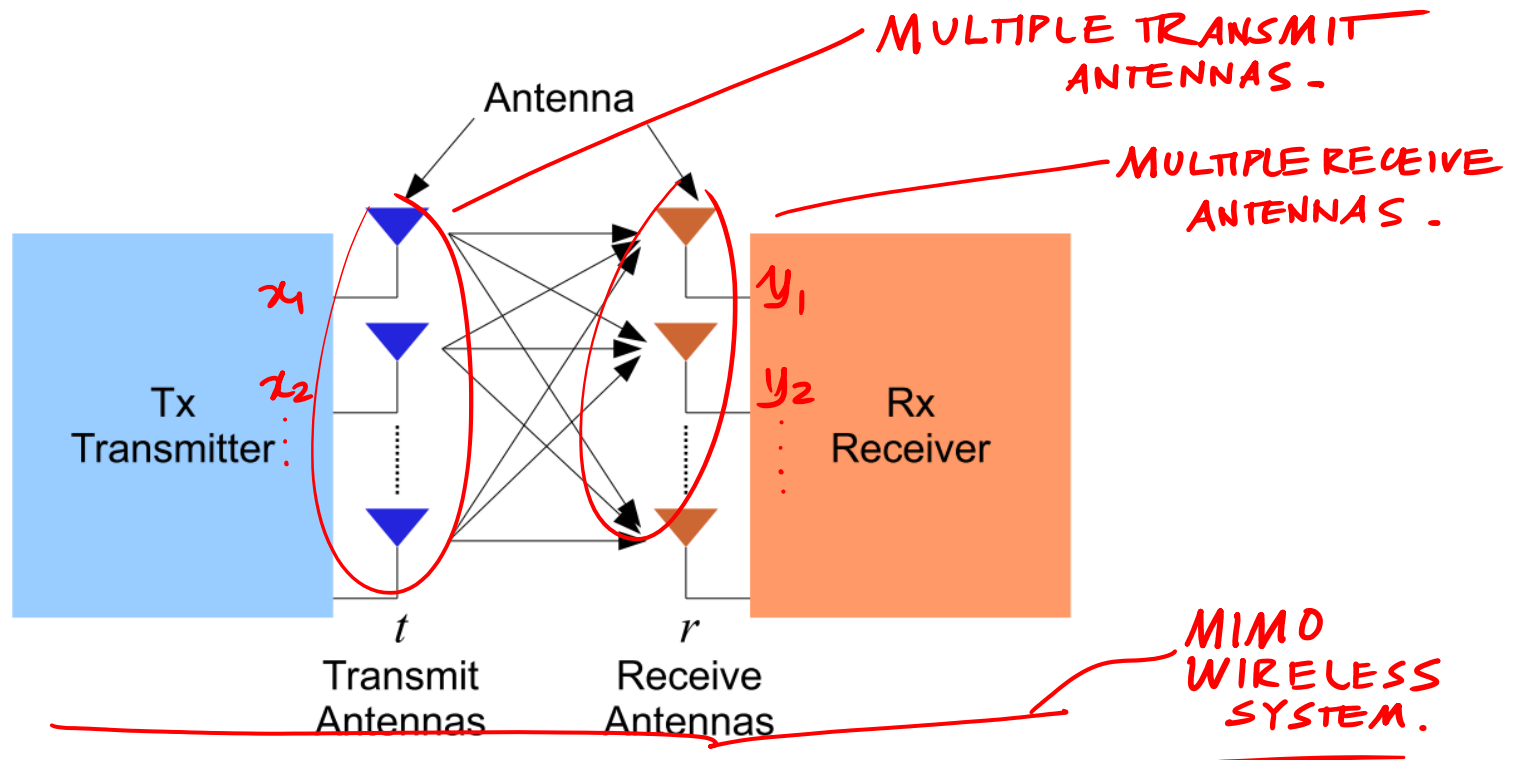 MULTIPLE TRANSMIT
ANTENNAS.
Antenna
MULTIPLE RECEIVE
ANTENNAS.
x1
y1
x2
y2
Tx
Transmitter
Rx
Receiver
t
Transmit
Antennas
r
Receive
Antennas
MIMO
WIRELESS
SYSTEM.